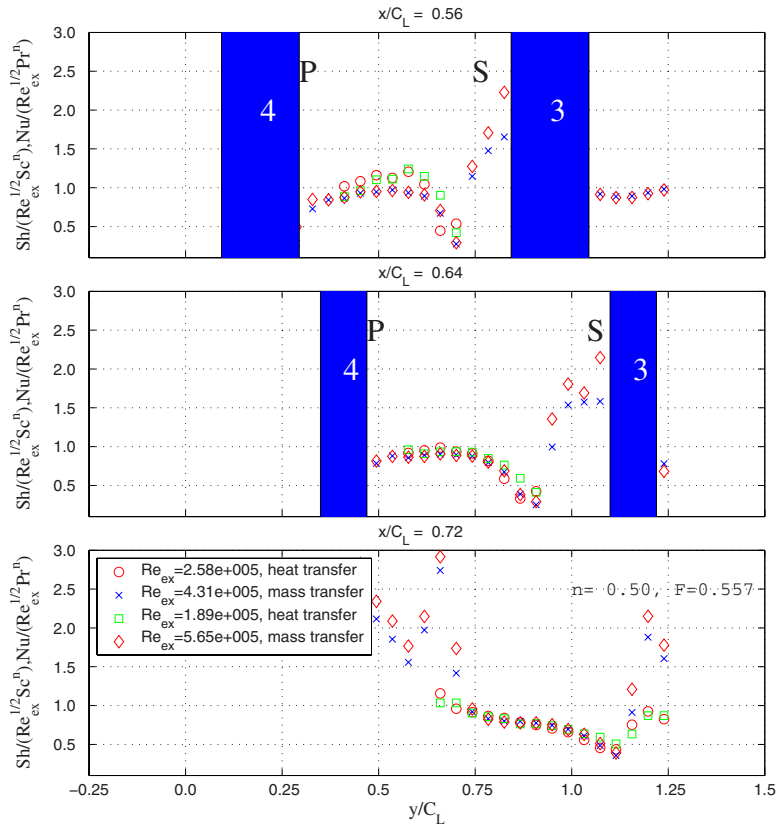 x/C_L = 0.56
Sh/(Re_ex^1/2 Sc^n),Nu/(Re_ex^1/2 Pr^n)
3.0
2.5
2.0
1.5
1.0
0.5
4
P
S
3
x/C_L = 0.64
Sh/(Re_ex^1/2 Sc^n),Nu/(Re_ex^1/2 Pr^n)
3.0
2.5
2.0
1.5
1.0
0.5
4
P
S
3
x/C_L = 0.72
Sh/(Re_ex^1/2 Sc^n),Nu/(Re_ex^1/2 Pr^n)
3.0
2.5
2.0
1.5
1.0
0.5
Re_ex=2.58e+005, heat transfer
Re_ex=4.31e+005, mass transfer
Re_ex=1.89e+005, heat transfer
Re_ex=5.65e+005, mass transfer
n= 0.50, F=0.557
-0.25 0.0 0.25 0.5 0.75 1.0 1.25 1.5
y/C_L